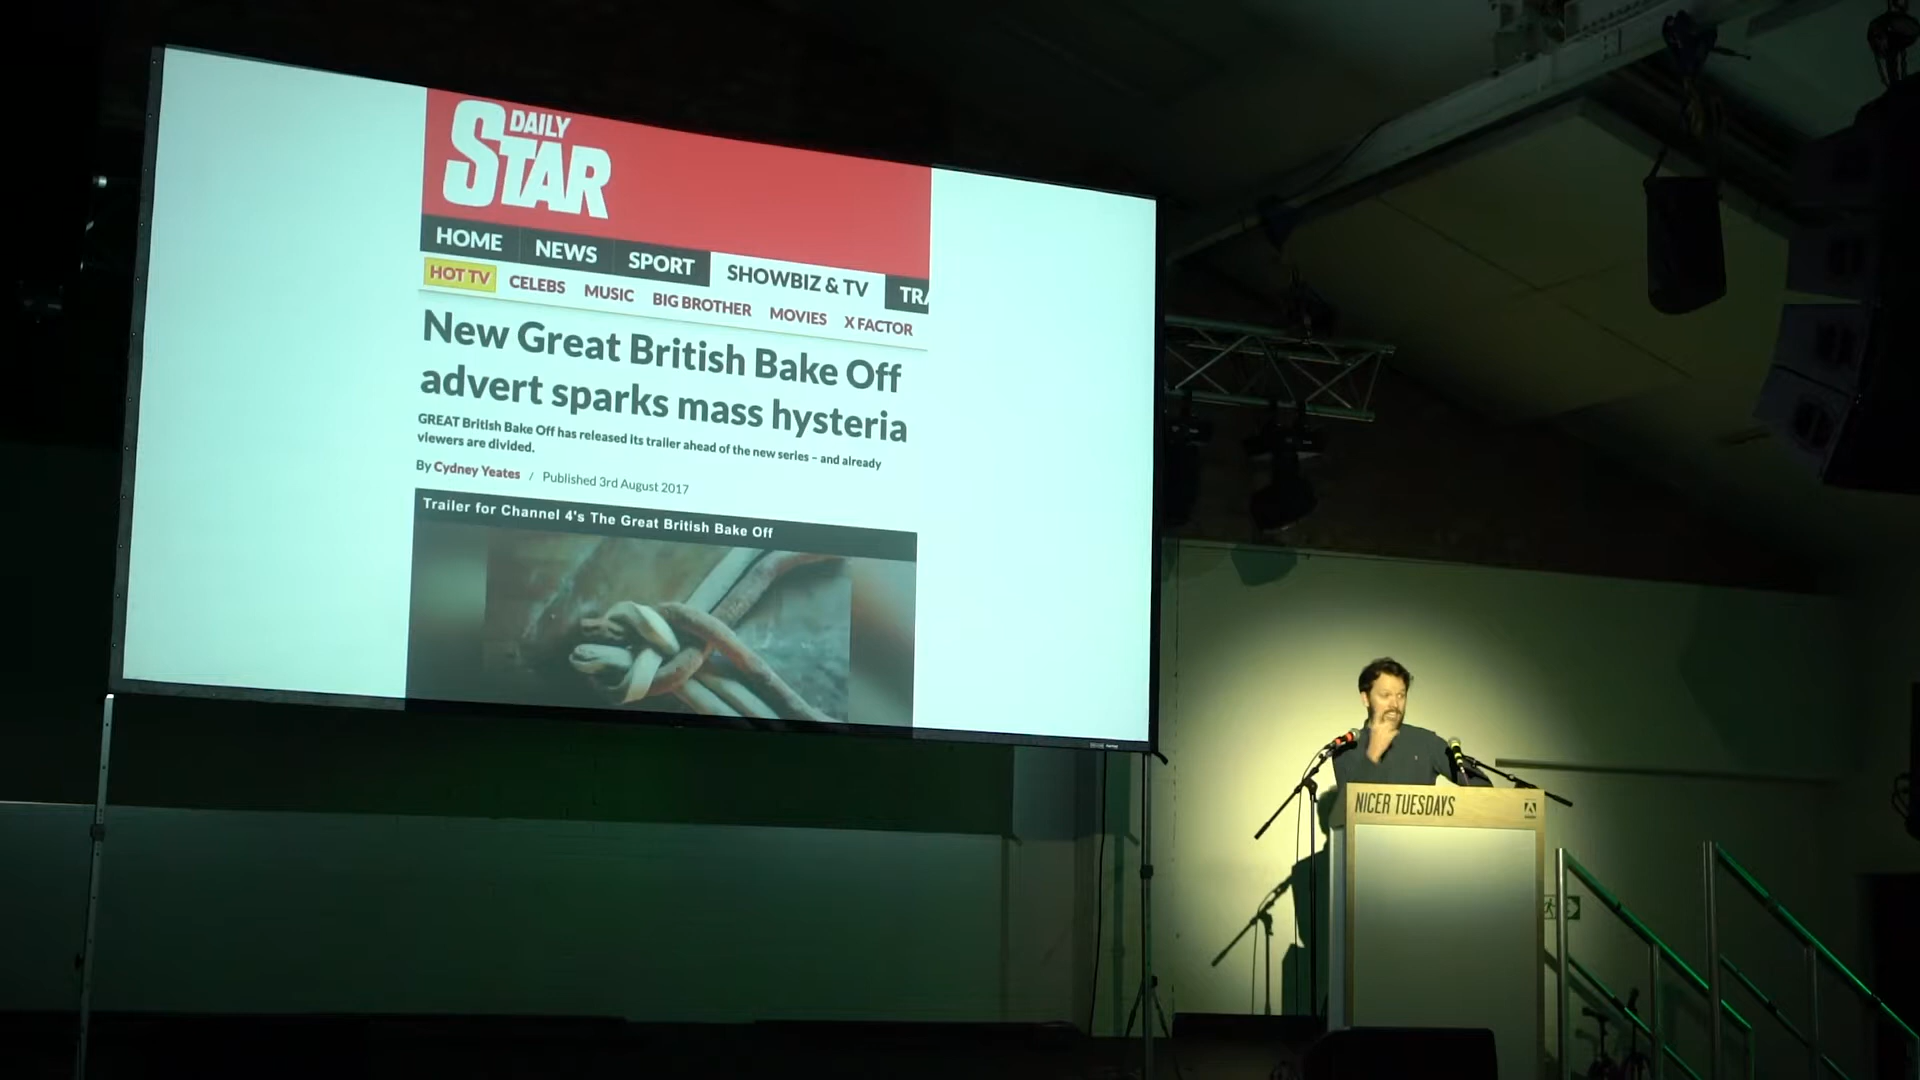 DAILY
STAR
HOME NEWS SPORT SHOWBIZ & TV TRA
HOT TV CELEBS MUSIC BIG BROTHER MOVIES X FACTOR
New Great British Bake Off
advert sparks mass hysteria
GREAT British Bake Off has released its trailer ahead of the new series – and already
viewers are divided.
By Cydney Yeates / Published 3rd August 2017
Trailer for Channel 4's The Great British Bake Off
NICER TUESDAYS